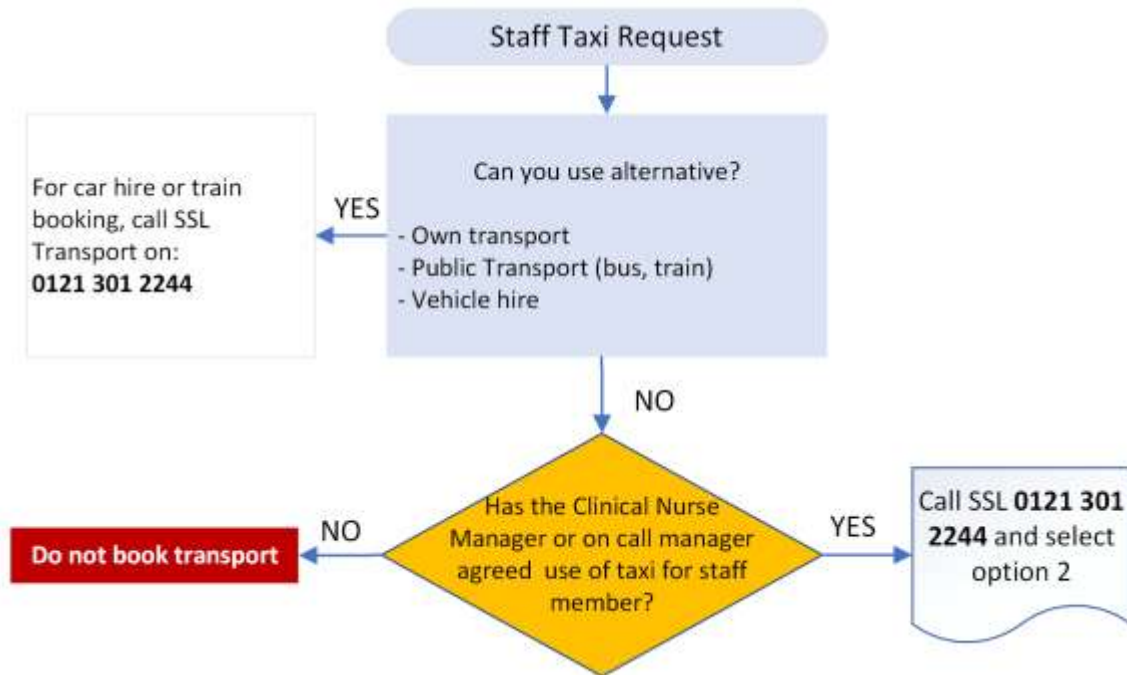 Staff Taxi Request
Can you use alternative?
- Own transport
- Public Transport (bus, train)
- Vehicle hire
YES
For car hire or train
booking, call SSL
Transport on:
0121 301 2244
NO
Has the Clinical Nurse
Manager or on call manager
agreed use of taxi for staff
member?
NO
Do not book transport
YES
Call SSL 0121 301
2244 and select
option 2